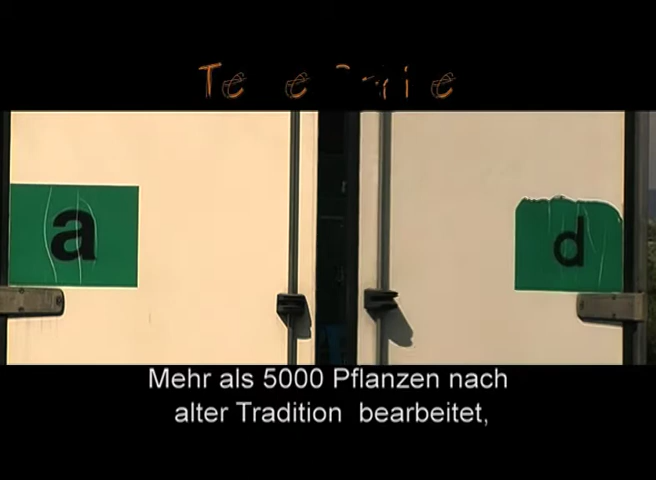 a
d
Mehr als 5000 Pflanzen nach
alter Tradition bearbeitet,